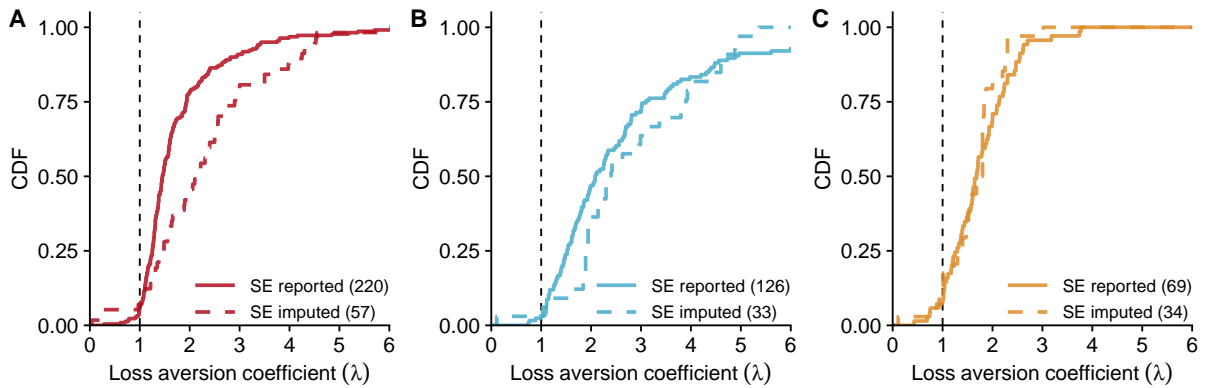 A
CDF
1.00
0.75
0.50
0.25
0.00
SE reported (220)
SE imputed (57)
0 1 2 3 4 5 6
Loss aversion coefficient (λ)
B
CDF
1.00
0.75
0.50
0.25
0.00
SE reported (126)
SE imputed (33)
0 1 2 3 4 5 6
Loss aversion coefficient (λ)
C
CDF
1.00
0.75
0.50
0.25
0.00
SE reported (69)
SE imputed (34)
0 1 2 3 4 5 6
Loss aversion coefficient (λ)